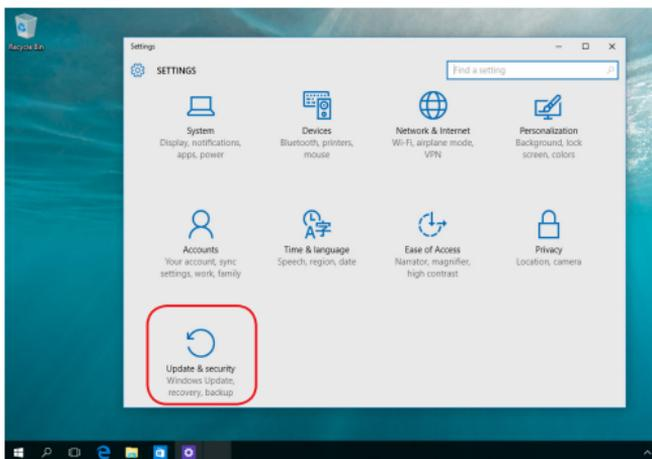 Recycle Bin
Settings
SETTINGS
Find a setting
System
Display, notifications,
apps, power
Devices
Bluetooth, printers,
mouse
Network & Internet
Wi-Fi, airplane mode,
VPN
Personalization
Background, lock
screen, colors
Accounts
Your account, sync
settings, work, family
Time & language
Speech, region, date
Ease of Access
Narrator, magnifier,
high contrast
Privacy
Location, camera
Update & security
Windows Update,
recovery, backup